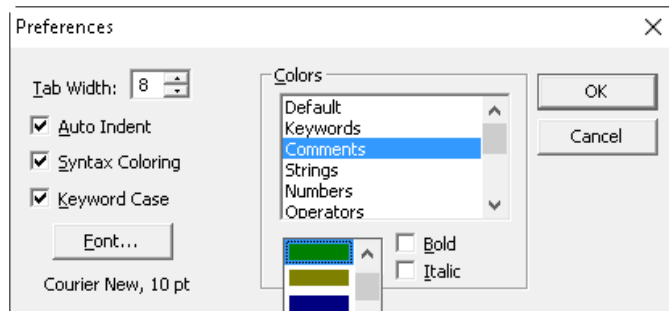 Preferences
Tab Width: 8
Auto Indent
Syntax Coloring
Keyword Case
Font...
Courier New, 10 pt
Colors
Default
Keywords
Comments
Strings
Numbers
Operators
Bold
Italic
OK
Cancel